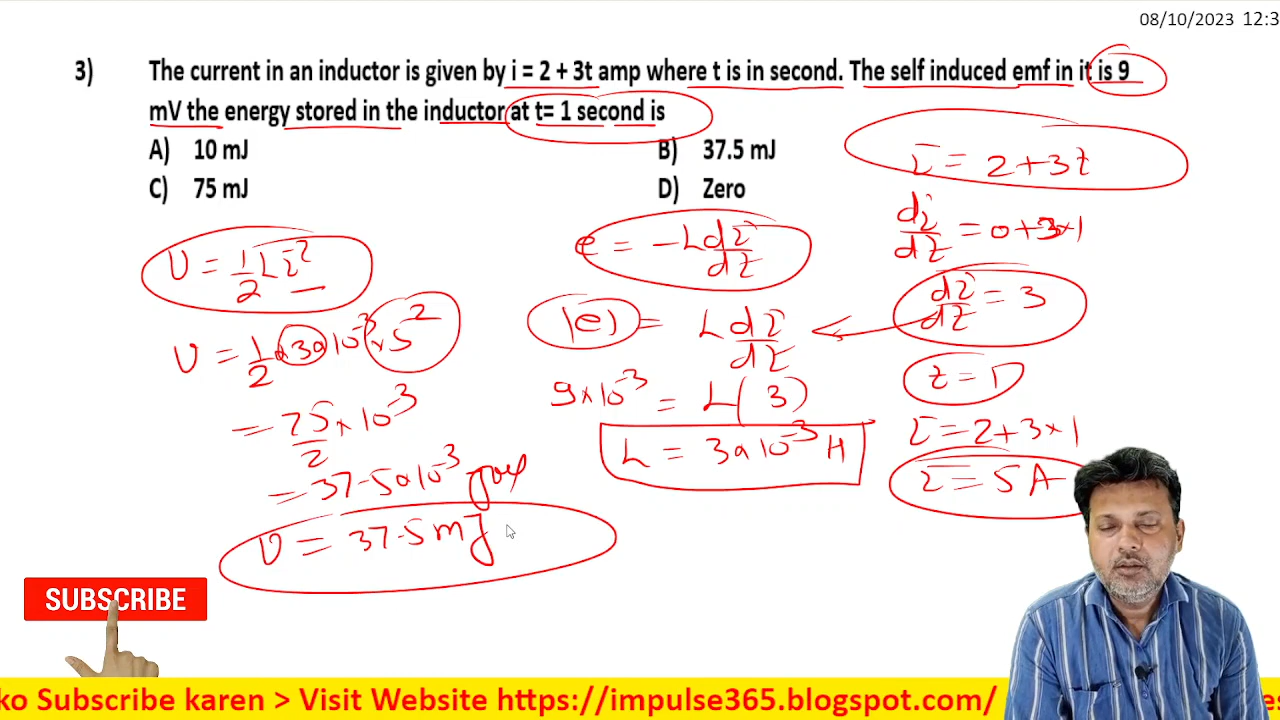 08/10/2023 12:3
3) The current in an inductor is given by i = 2 + 3t amp where t is in second. The self induced emf in it is 9
mV the energy stored in the inductor at t= 1 second is
A) 10 mJ B) 37.5 mJ
C) 75 mJ D) Zero
i = 2+3t
di/dt = 0+3×1
di/dt = 3
t = 1
i = 2+3×1
i = 5A
e = -L di/dt
|e| = L di/dt
9×10^-3 = L(3)
L = 3×10^-3 H
U = 1/2 Li^2
U = 1/2 ×3×10^-3 ×5^2
= 75/2 ×10^-3
= 37.5×10^-3
U = 37.5mJ
SUBSCRIBE
ko Subscribe karen > Visit Website https://impulse365.blogspot.com/